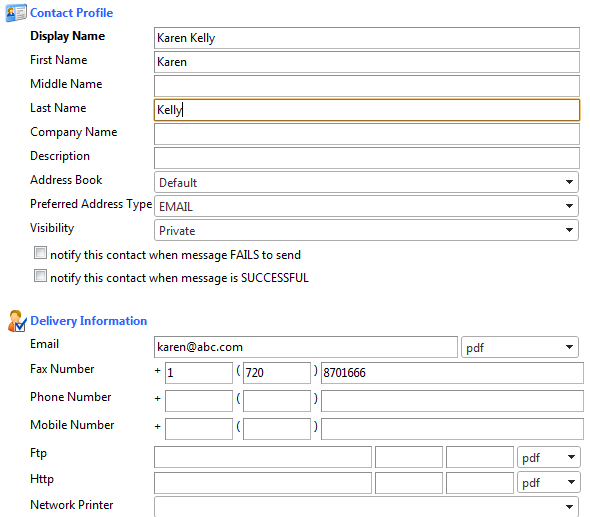 Contact Profile
Display Name Karen Kelly
First Name Karen
Middle Name
Last Name Kelly
Company Name
Description
Address Book Default
Preferred Address Type EMAIL
Visibility Private
notify this contact when message FAILS to send
notify this contact when message is SUCCESSFUL
Delivery Information
Email karen@abc.com pdf
Fax Number + 1 ( 720 ) 8701666
Phone Number + ( )
Mobile Number + ( )
Ftp pdf
Http pdf
Network Printer